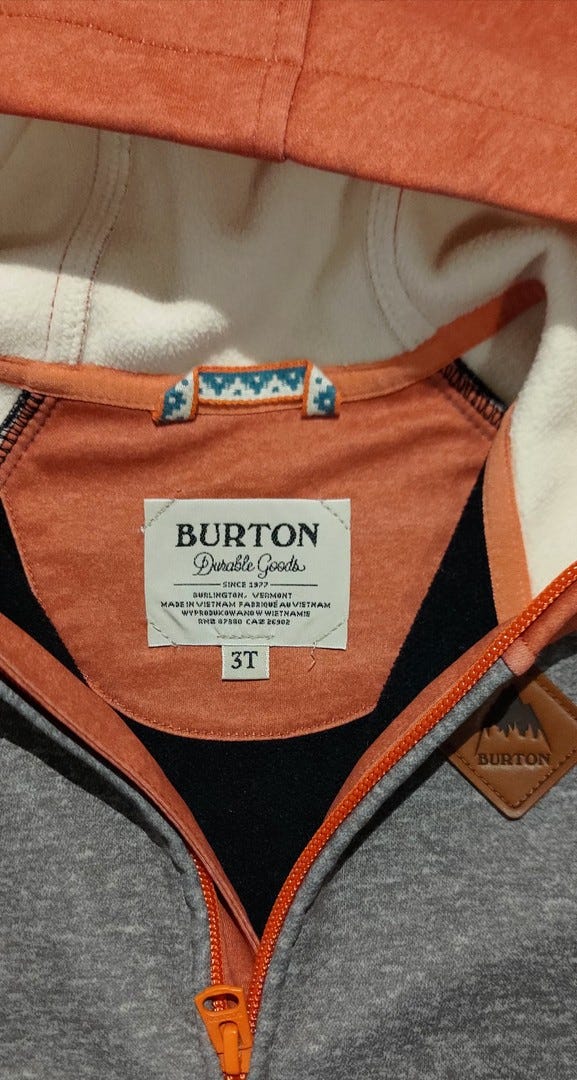 BURTON
Durable Goods
SINCE 1977
BURLINGTON, VERMONT
MADE IN VIETNAM FABRIQUÉ AU VIETNAM
WYPRODUKOWANO W WIETNAMIE
RN# 87880 CA# 26902
3T
BURTON